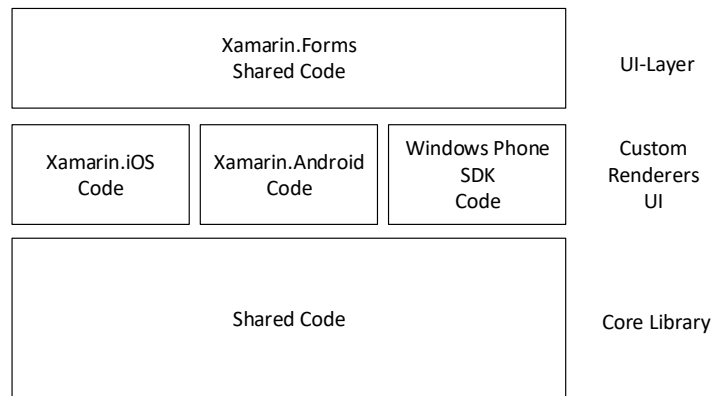 Xamarin.Forms
Shared Code
UI-Layer
Xamarin.iOS
Code
Xamarin.Android
Code
Windows Phone
SDK
Code
Custom
Renderers
UI
Shared Code
Core Library